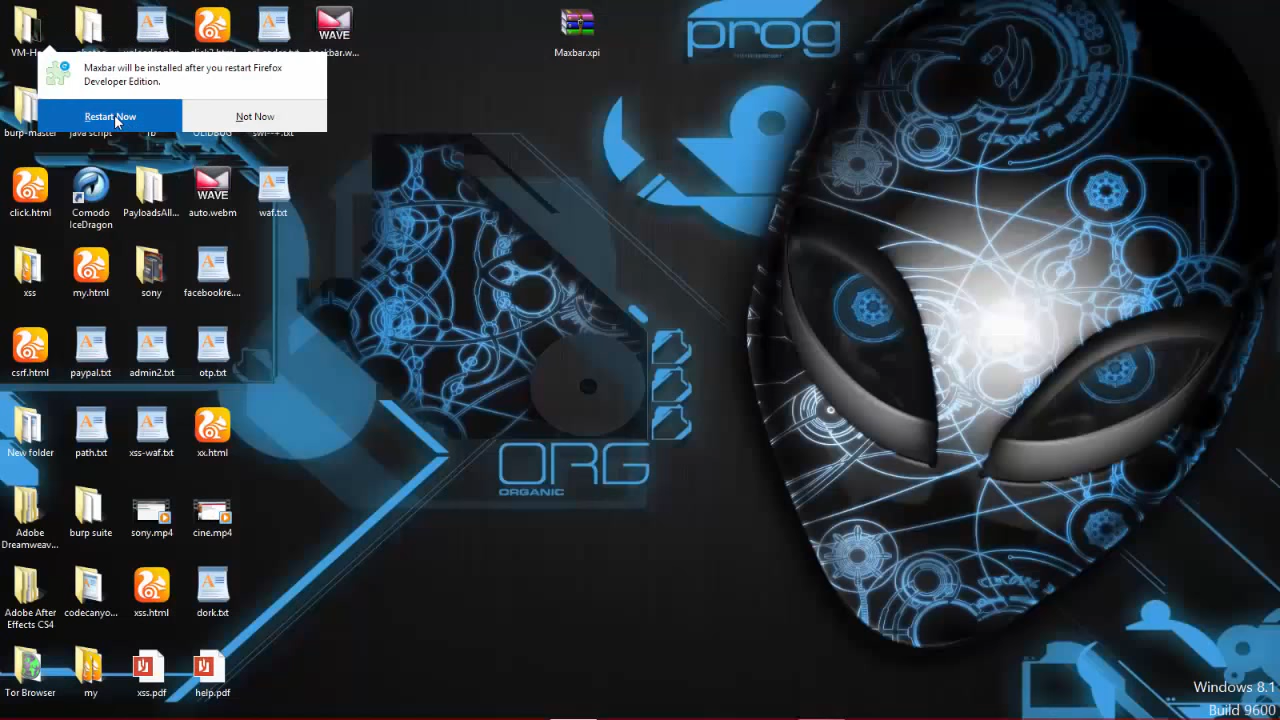 WAVE
Maxbar.xpi
prog
Maxbar will be installed after you restart Firefox
Developer Edition.
Restart Now
Not Now
burp-master
java script
OLLDBG
click.html
Comodo
IceDragon
PayloadsAll...
WAVE
auto.webm
waf.txt
xss
my.html
sony
facebookre....
csrf.html
paypal.txt
admin2.txt
otp.txt
New folder
path.txt
xss-waf.txt
xx.html
ORG
ORGANIC
Adobe
Dreamweav...
burp suite
sony.mp4
cine.mp4
Adobe After
Effects CS4
codecanyo...
xss.html
dork.txt
Tor Browser
my
xss.pdf
help.pdf
Windows 8.1
Build 9600